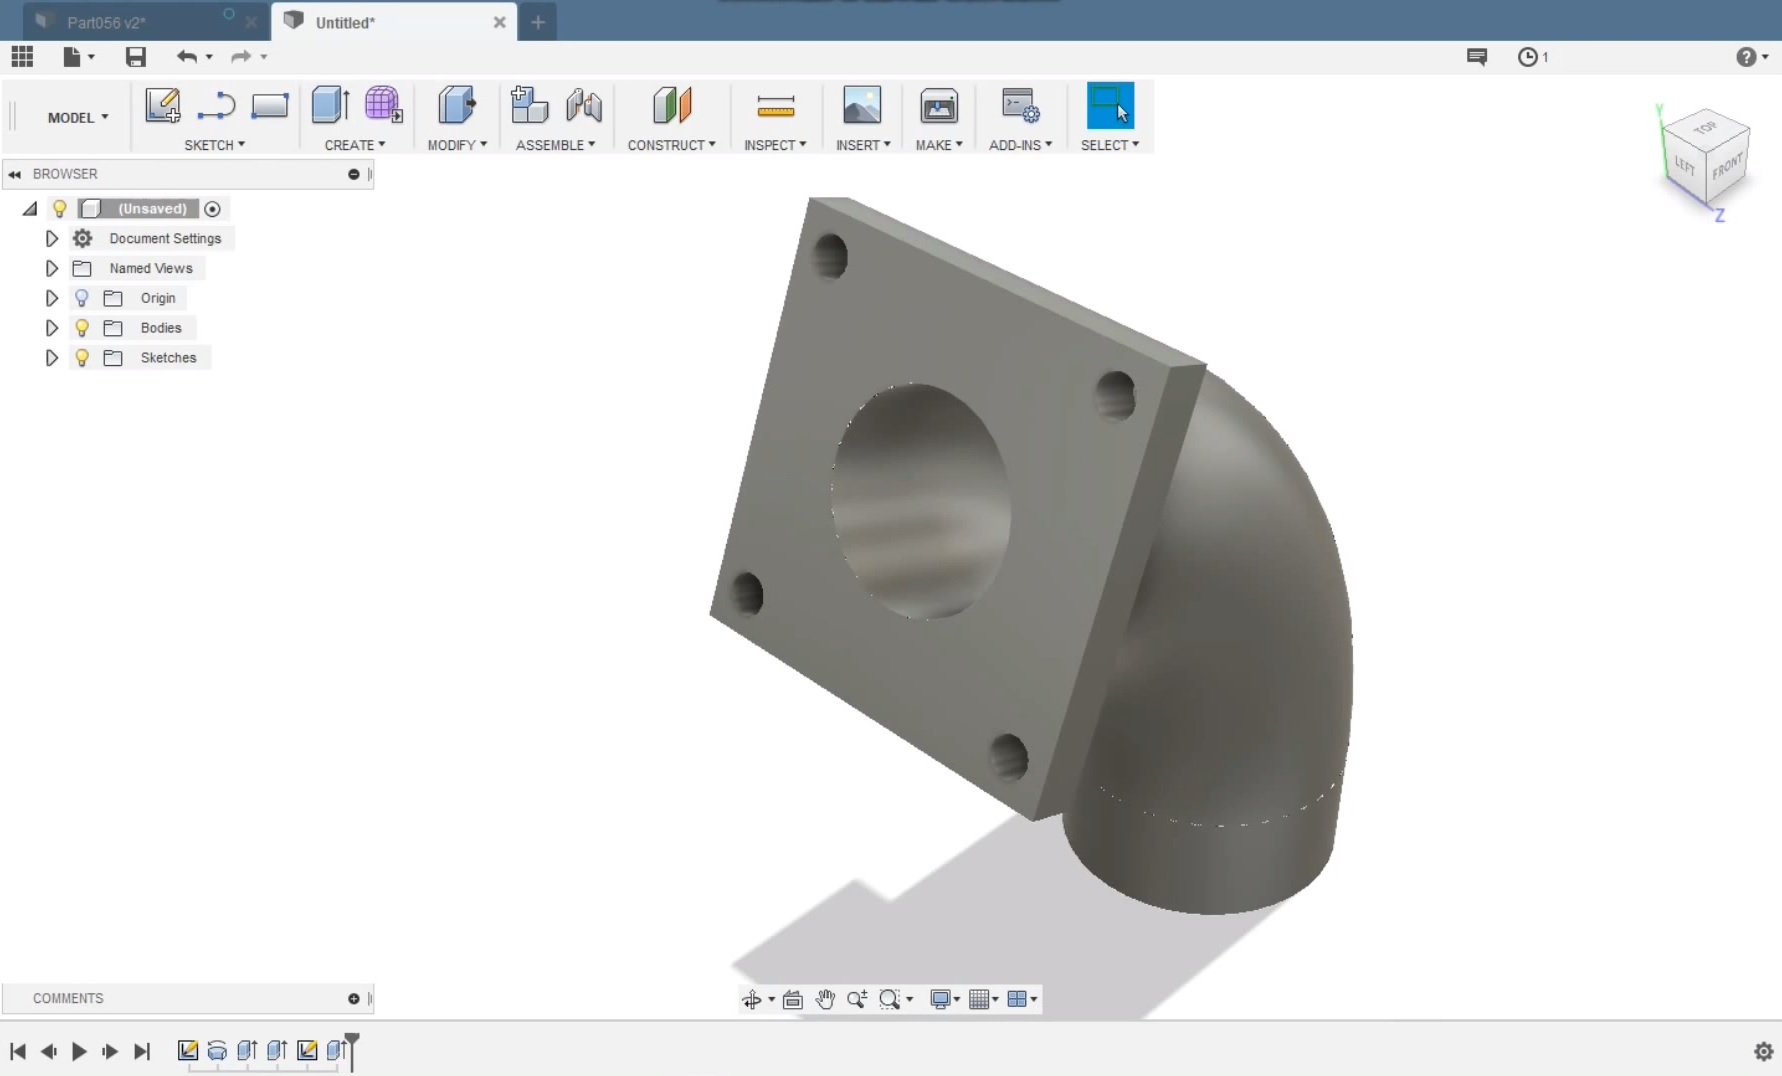 Part056 v2*
Untitled*
1
MODEL
SKETCH
CREATE
MODIFY
ASSEMBLE
CONSTRUCT
INSPECT
INSERT
MAKE
ADD-INS
SELECT
BROWSER
(Unsaved)
Document Settings
Named Views
Origin
Bodies
Sketches
Y
TOP
LEFT
FRONT
Z
COMMENTS